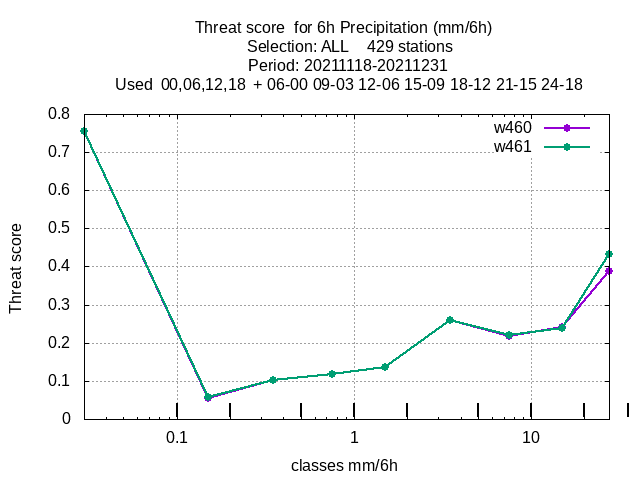 Threat score  for 6h Precipitation (mm/6h)
Selection: ALL    429 stations
Period: 20211118-20211231
Used  00,06,12,18  + 06-00 09-03 12-06 15-09 18-12 21-15 24-18
w460
w461
Threat score
0.8
0.7
0.6
0.5
0.4
0.3
0.2
0.1
0
0.1 1 10
classes mm/6h